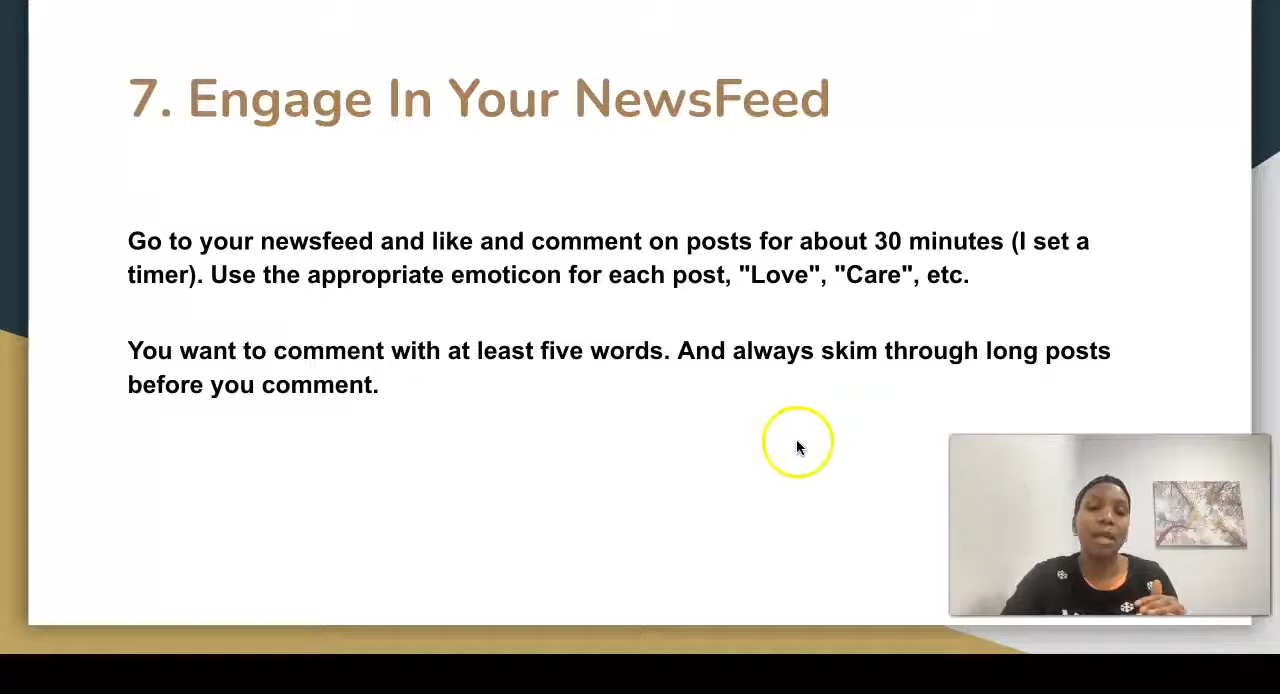 7. Engage In Your NewsFeed
Go to your newsfeed and like and comment on posts for about 30 minutes (I set a
timer). Use the appropriate emoticon for each post, "Love", "Care", etc.
You want to comment with at least five words. And always skim through long posts
before you comment.